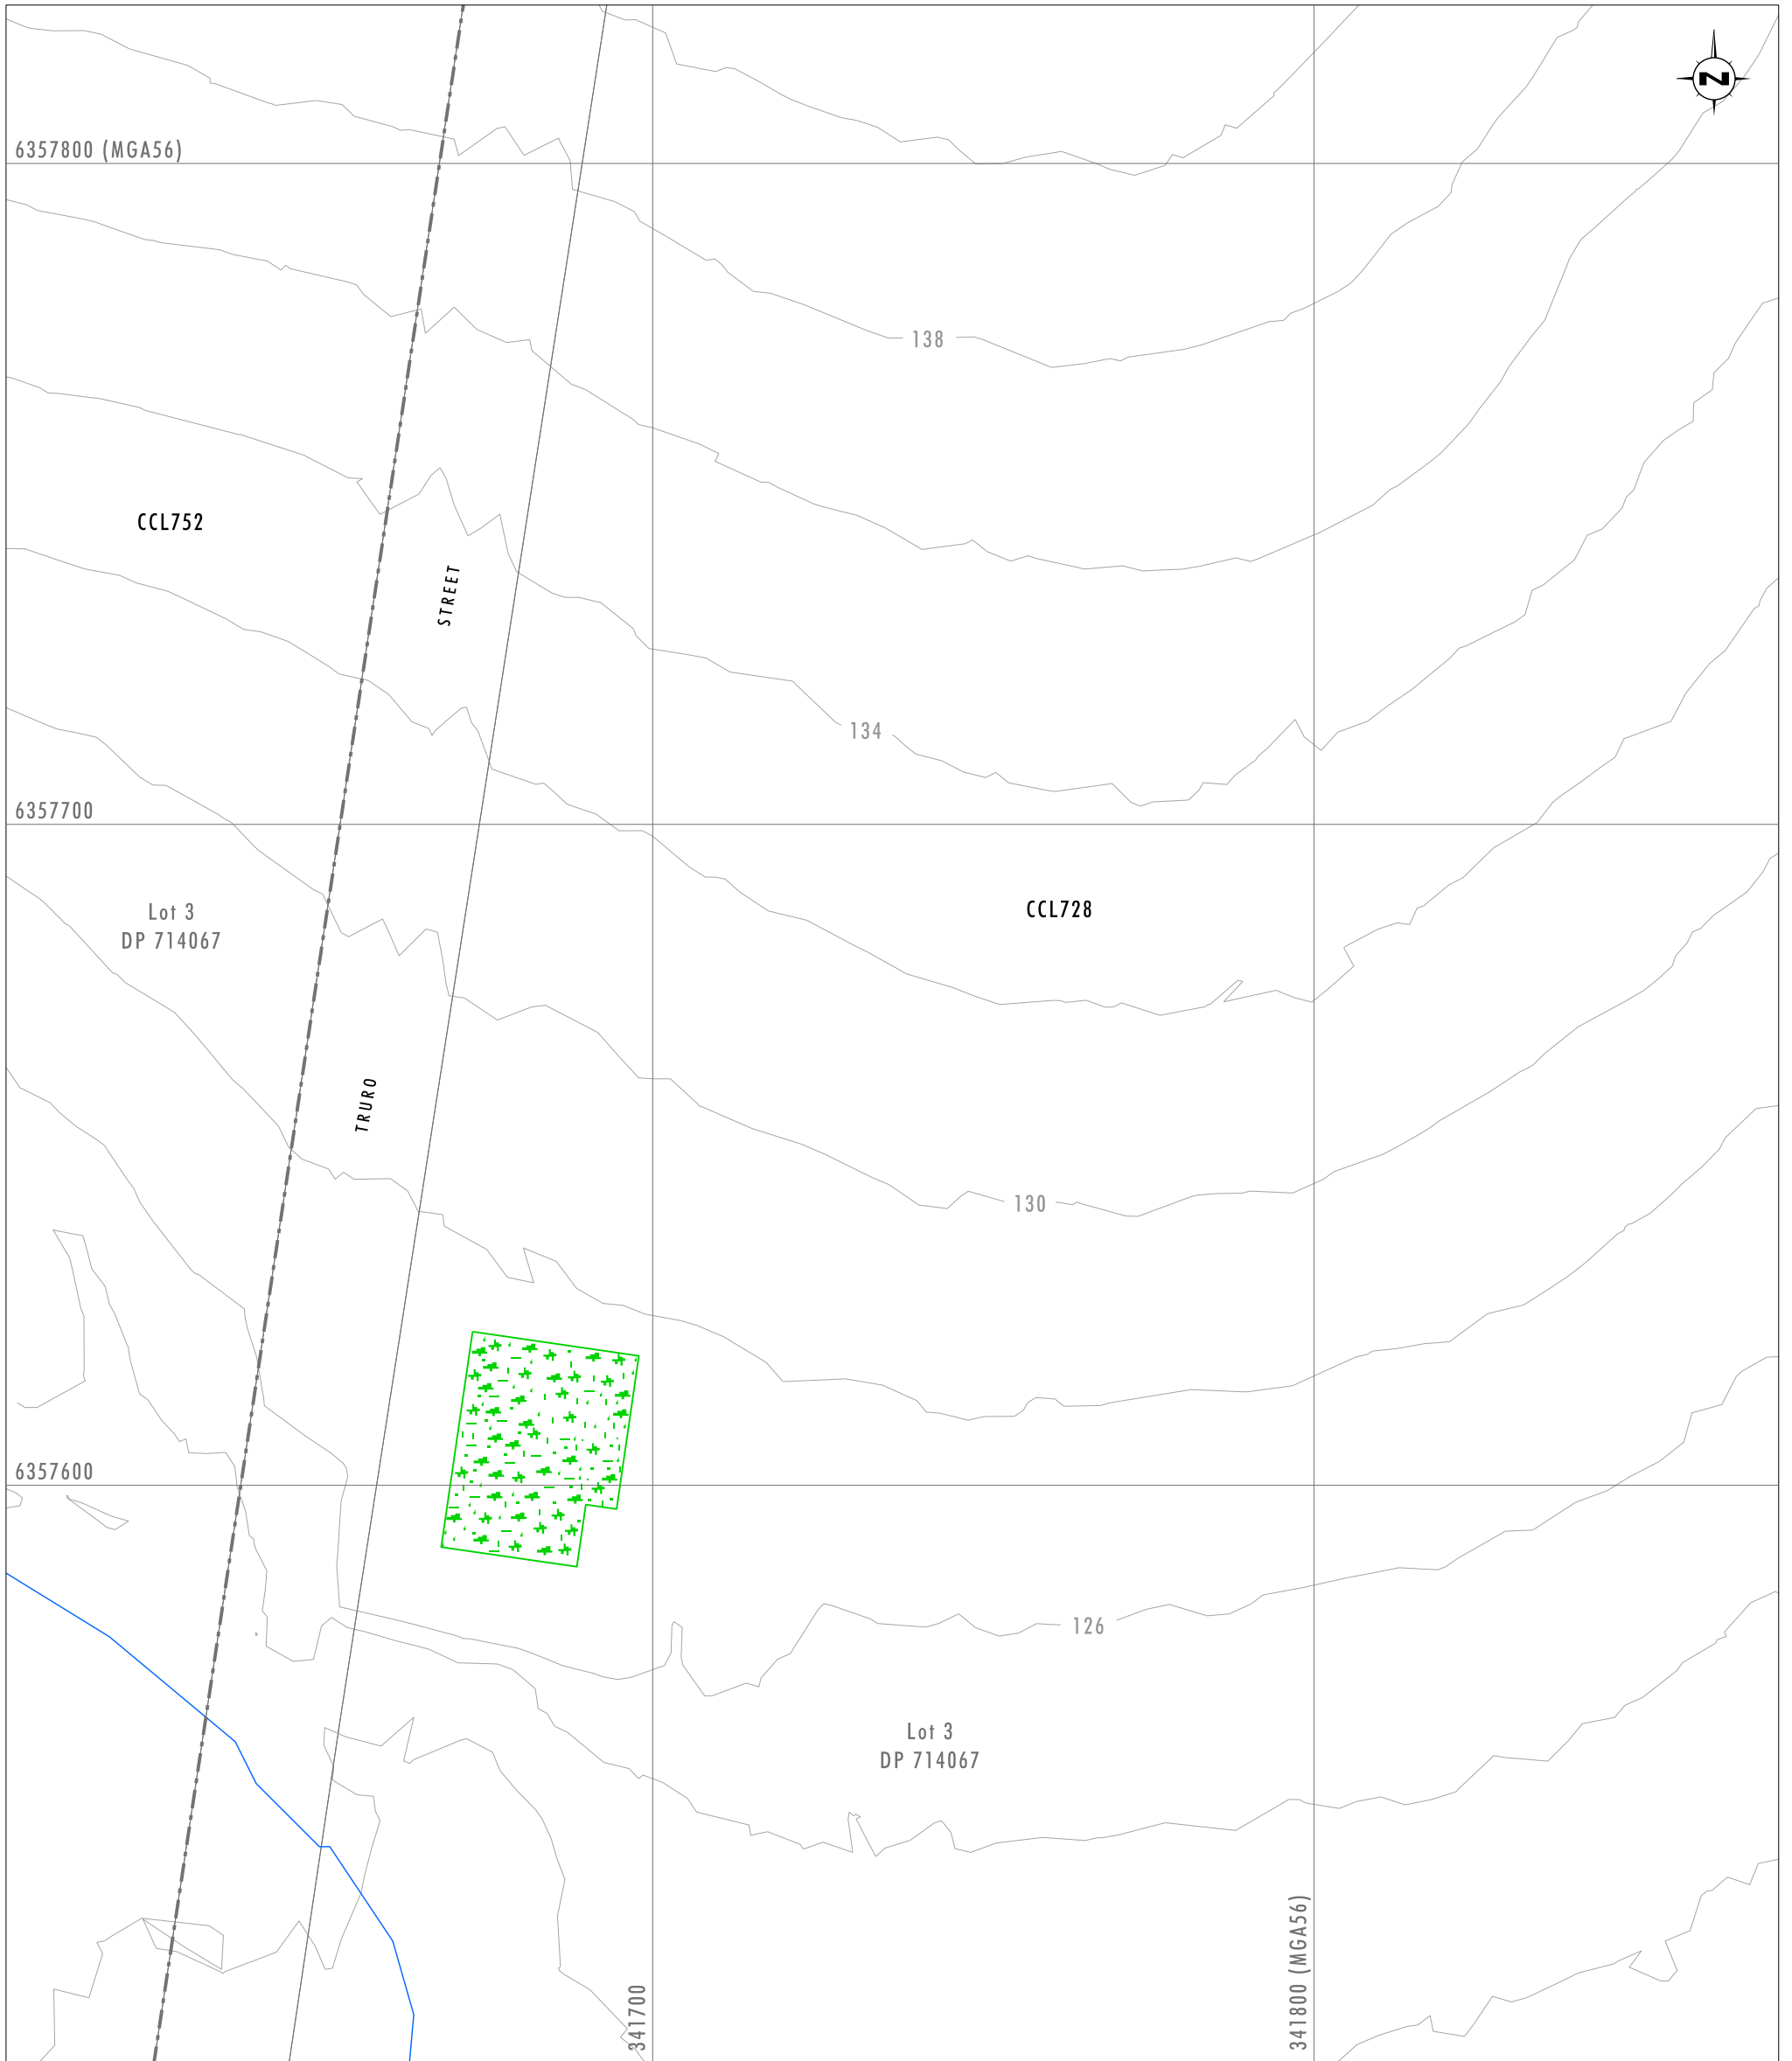 N
6357800 (MGA56)
138
CCL752
STREET
134
6357700
Lot 3
DP 714067
CCL728
TRURO
130
6357600
126
Lot 3
DP 714067
341700
341800 (MGA56)